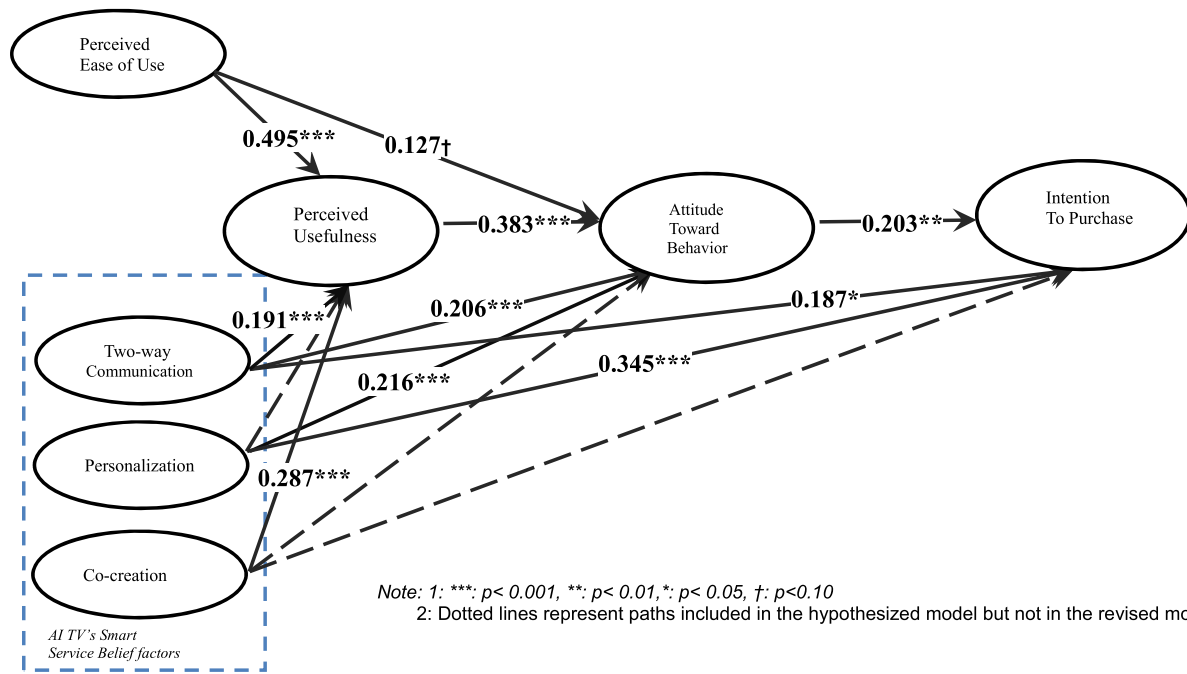 Perceived
Ease of Use
0.495***
0.127†
Perceived
Usefulness
0.383***
Attitude
Toward
Behavior
0.203**
Intention
To Purchase
0.191***
0.206***
0.187*
Two-way
Communication
0.216***
0.345***
Personalization
0.287***
Co-creation
Note: 1: ***: p< 0.001, **: p< 0.01,*: p< 0.05, †: p<0.10
2: Dotted lines represent paths included in the hypothesized model but not in the revised mo
AI TV's Smart
Service Belief factors